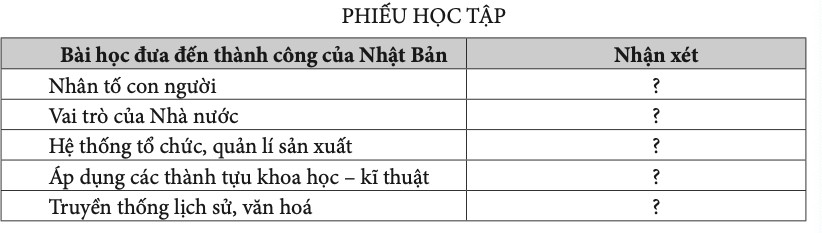 PHIẾU HỌC TẬP
Bài học đưa đến thành công của Nhật Bản Nhận xét
Nhân tố con người ?
Vai trò của Nhà nước ?
Hệ thống tổ chức, quản lí sản xuất ?
Áp dụng các thành tựu khoa học – kĩ thuật ?
Truyền thống lịch sử, văn hoá ?